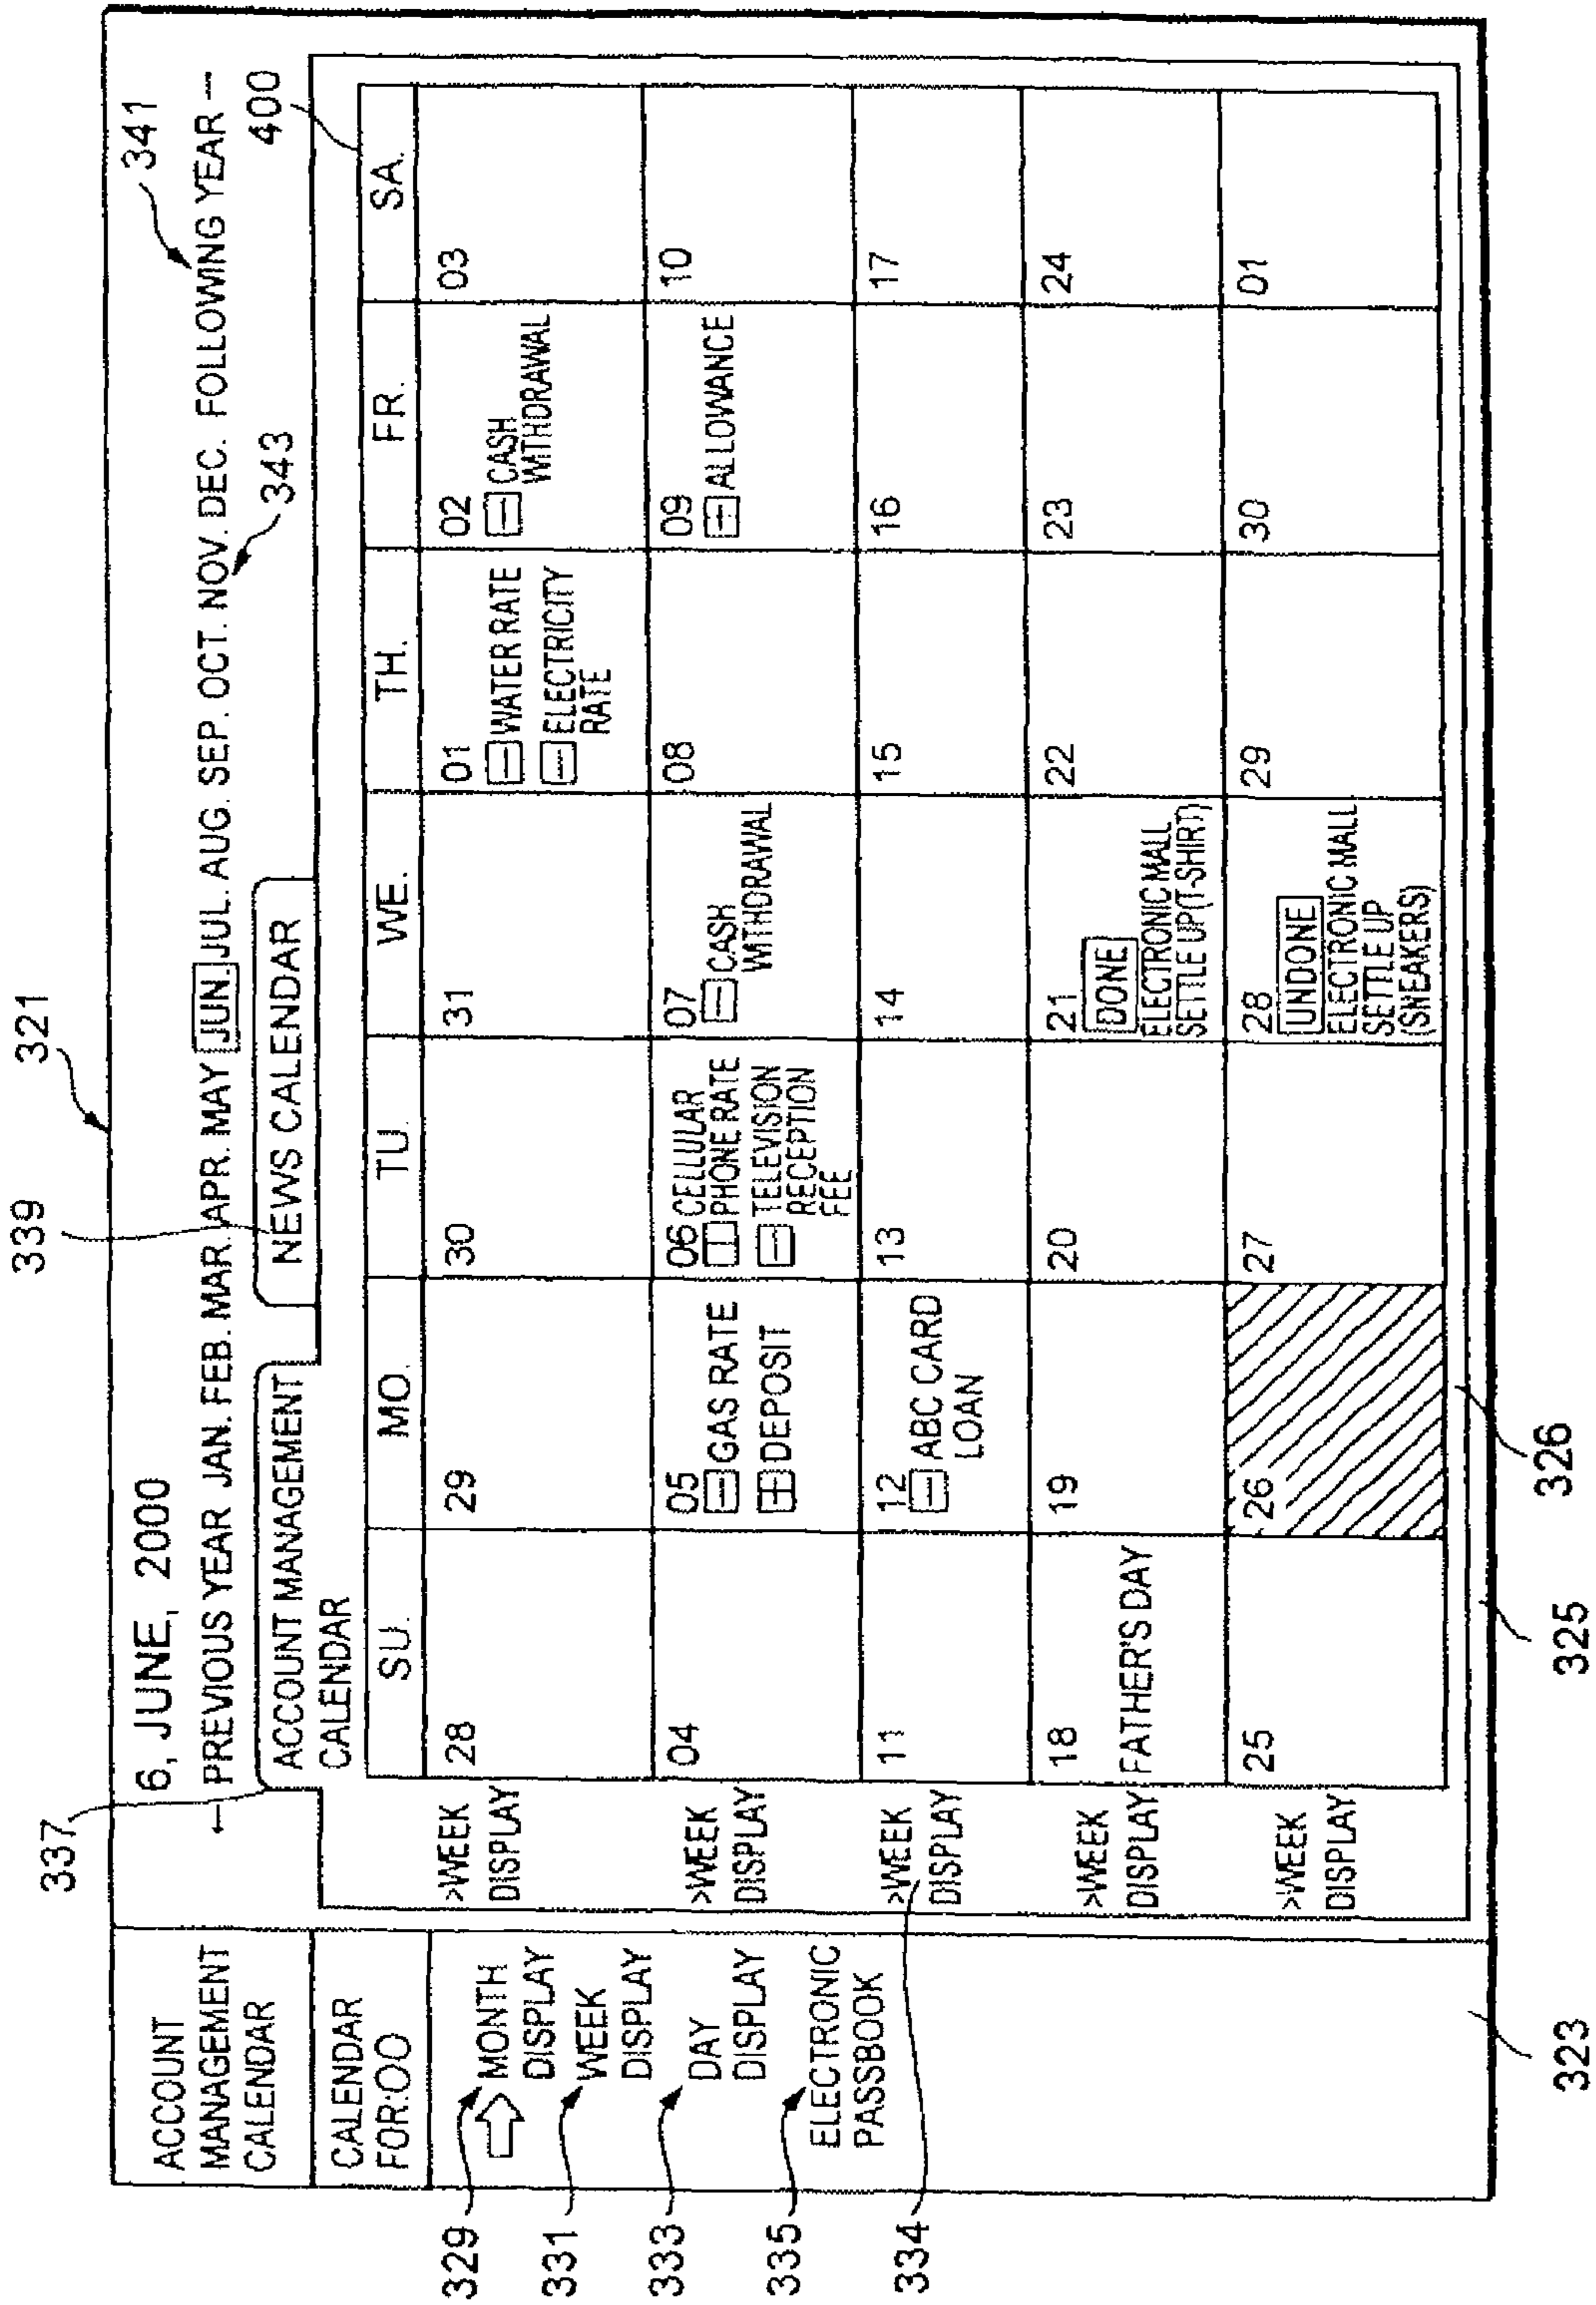 321
339
337
341
343
400
ACCOUNT
MANAGEMENT
CALENDAR
CALENDAR
FOR:OO
329
MONTH
DISPLAY
331
WEEK
DISPLAY
333
DAY
DISPLAY
335
ELECTRONIC
PASSBOOK
334
323
6, JUNE, 2000
← PREVIOUS YEAR JAN. FEB. MAR. APR. MAY JUN. JUL. AUG. SEP. OCT. NOV. DEC. FOLLOWING YEAR —
ACCOUNT MANAGEMENT
CALENDAR
NEWS CALENDAR
SU. MO. TU. WE. TH. FR. SA.
>WEEK
DISPLAY
28
29
30
31
01
− WATER RATE
− ELECTRICITY
RATE
02
− CASH
WITHDRAWAL
03
>WEEK
DISPLAY
04
05
− GAS RATE
+ DEPOSIT
06 CELLULAR
PHONE RATE
− TELEVISION
RECEPTION
FEE
07
− CASH
WITHDRAWAL
08
09
+ ALLOWANCE
10
>WEEK
DISPLAY
11
12
− ABC CARD
LOAN
13
14
15
16
17
>WEEK
DISPLAY
18
FATHER'S DAY
19
20
21
DONE
ELECTRONIC MALL
SETTLE UP(T-SHIRT)
22
23
24
>WEEK
DISPLAY
25
26
27
28
UNDONE
ELECTRONIC MALL
SETTLE UP
(SNEAKERS)
29
30
01
325
326